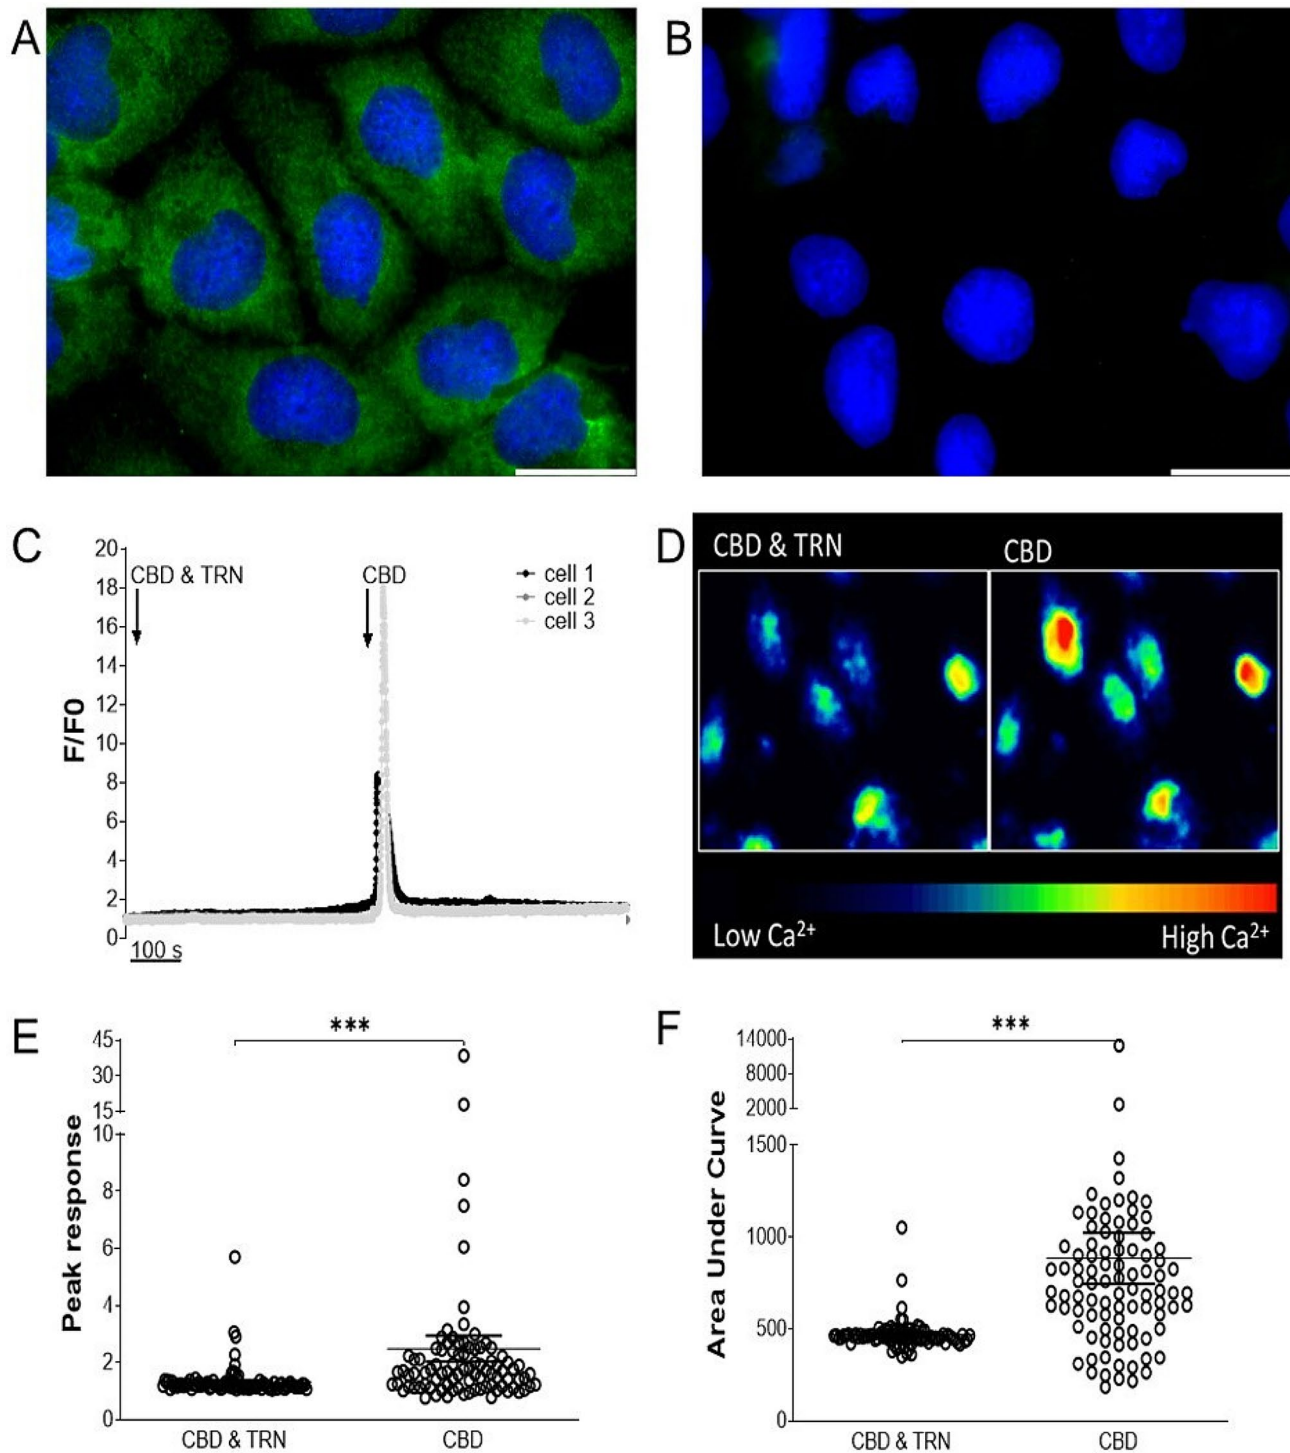 A
B
C
20
18
16
14
12
10
8
6
4
2
0
F/F0
CBD & TRN
CBD
cell 1
cell 2
cell 3
100 s
D
CBD & TRN
CBD
Low Ca²⁺
High Ca²⁺
E
***
45
30
15
10
8
6
4
2
0
Peak response
CBD & TRN
CBD
F
***
14000
8000
2000
1500
1000
500
0
Area Under Curve
CBD & TRN
CBD